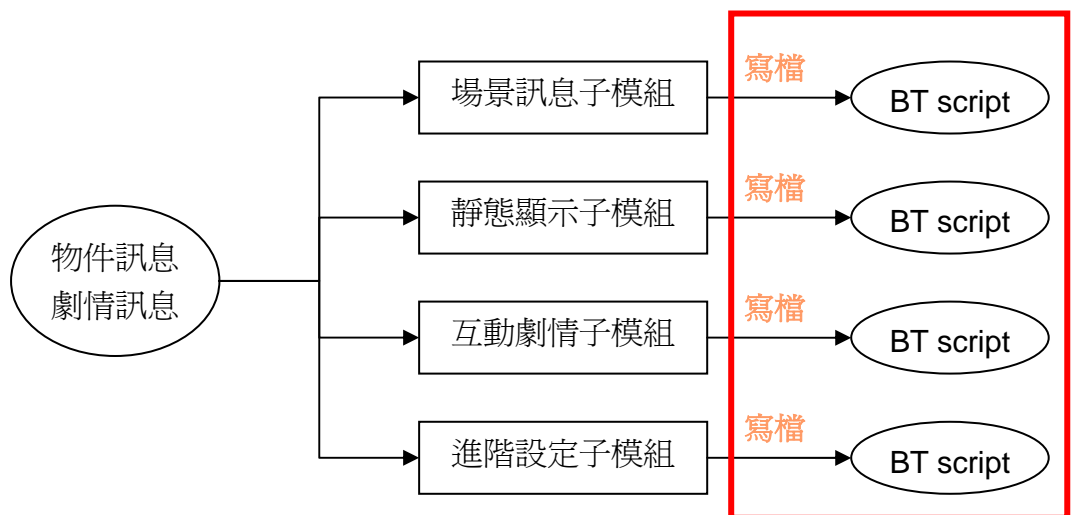 寫檔
場景訊息子模組
BT script
寫檔
靜態顯示子模組
BT script
物件訊息
劇情訊息
寫檔
互動劇情子模組
BT script
寫檔
進階設定子模組
BT script